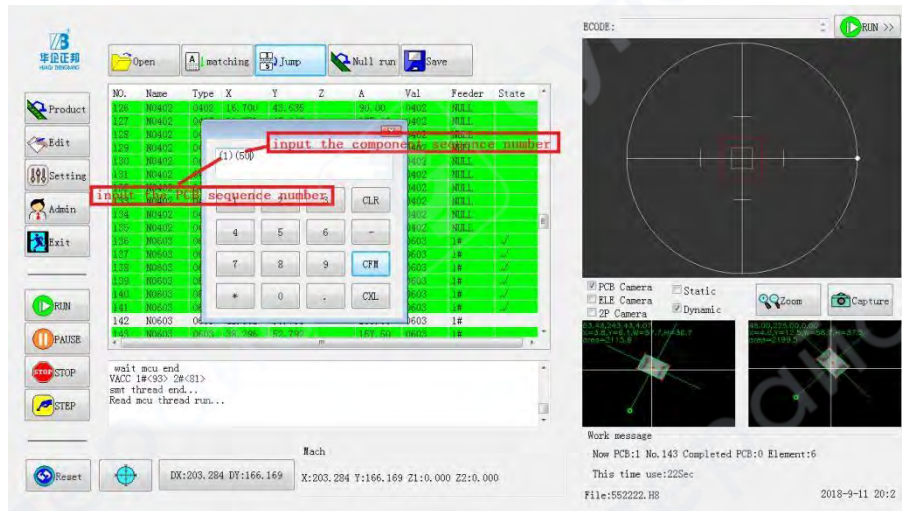 华企正邦
HUAQI ZHENGBANG
Open
matching
Jump
Null run
Save
ECODE:
RUN >>
Product
Edit
Setting
Admin
Exit
RUN
PAUSE
STOP
STEP
Reset
NO. Name Type X Y Z A Val Feeder State
126 N0402 0402 16.700 43.635 90.00 0402 NULL
127 N0402 NULL
128 N0402 NULL
129 N0402
130 N0402 NULL
131 N0402 0402 NULL
0402 NULL
0402 NULL
134 N0402 0402 NULL
135 N0402 0402 NULL
136 N0603 0603 1# √
137 N0603 0603 1# √
138 N0603 0603 1# √
139 N0603 0603 1# √
140 N0603 0603 1# √
141 N0603 0603 1# √
142 N0603 0603 1#
143 N0603 0603 38.286 52.792 157.50 0603 1#
input the component sequence number
(1)(50)
input the PCB sequence number
CLR
4 5 6 -
7 8 9 CFM
* 0 . CXL
wait mcu end
VACC 1#<93> 2#<81>
smt thread end...
Read mcu thread run...
Mach
DX:203.284 DY:166.169
X:203.284 Y:166.169 Z1:0.000 Z2:0.000
PCB Camera
ELE Camera
2P Camera
Static
Dynamic
Zoom
Capture
Work message
Now PCB:1 No.143 Completed PCB:0 Element:6
This time use:22Sec
File:552222.H8
2018-9-11 20:2